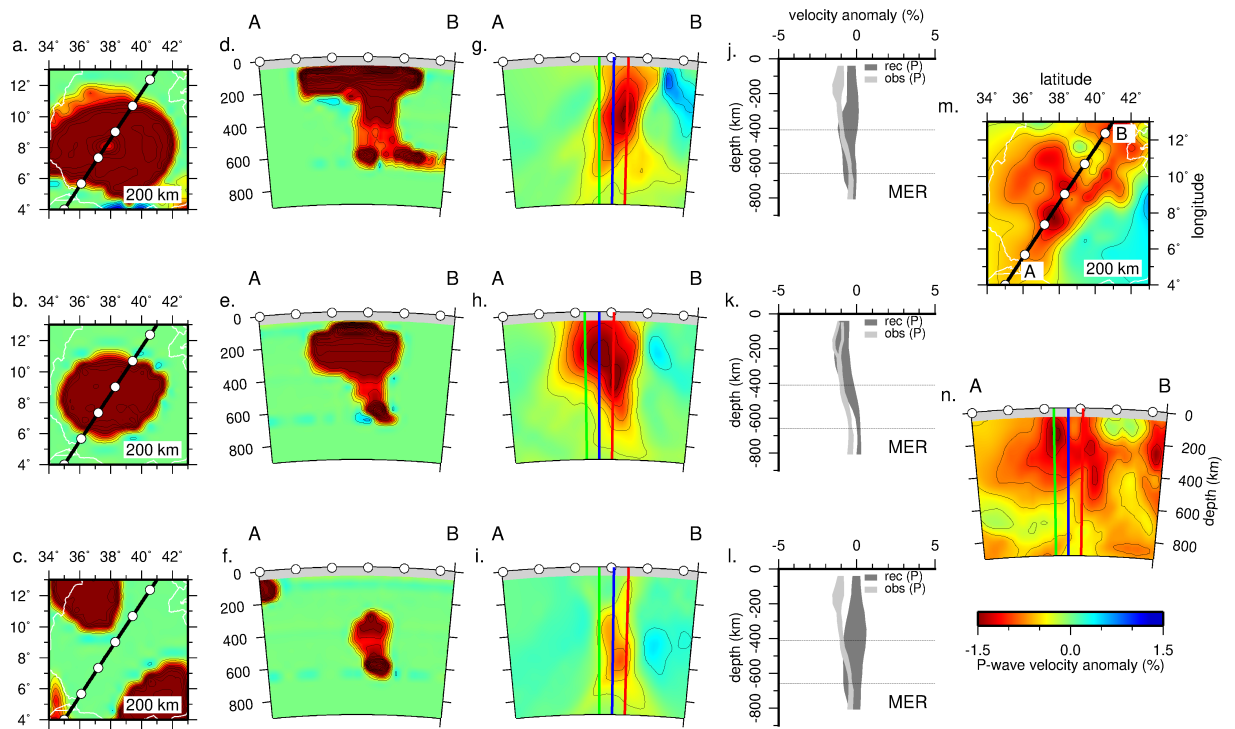 velocity anomaly (%)
A B A B
a. 34° 36° 38° 40° 42° d. g. j. -5 0 5
12° 10° 8° 6° 4°
200 km
0 200 400 600 800
rec (P)
obs (P)
depth (km)
0 -200 -400 -600 -800
MER
latitude
m. 34° 36° 38° 40° 42°
B
A
12° 10° 8° 6° 4°
longitude
200 km
A B A B
b. 34° 36° 38° 40° 42° e. h. k. -5 0 5
12° 10° 8° 6° 4°
200 km
0 200 400 600 800
rec (P)
obs (P)
depth (km)
0 -200 -400 -600 -800
MER
n. A B
0 200 400 600 800
depth (km)
A B A B
c. 34° 36° 38° 40° 42° f. i. l. -5 0 5
12° 10° 8° 6° 4°
200 km
0 200 400 600 800
rec (P)
obs (P)
depth (km)
0 -200 -400 -600 -800
MER
-1.5 0.0 1.5
P-wave velocity anomaly (%)